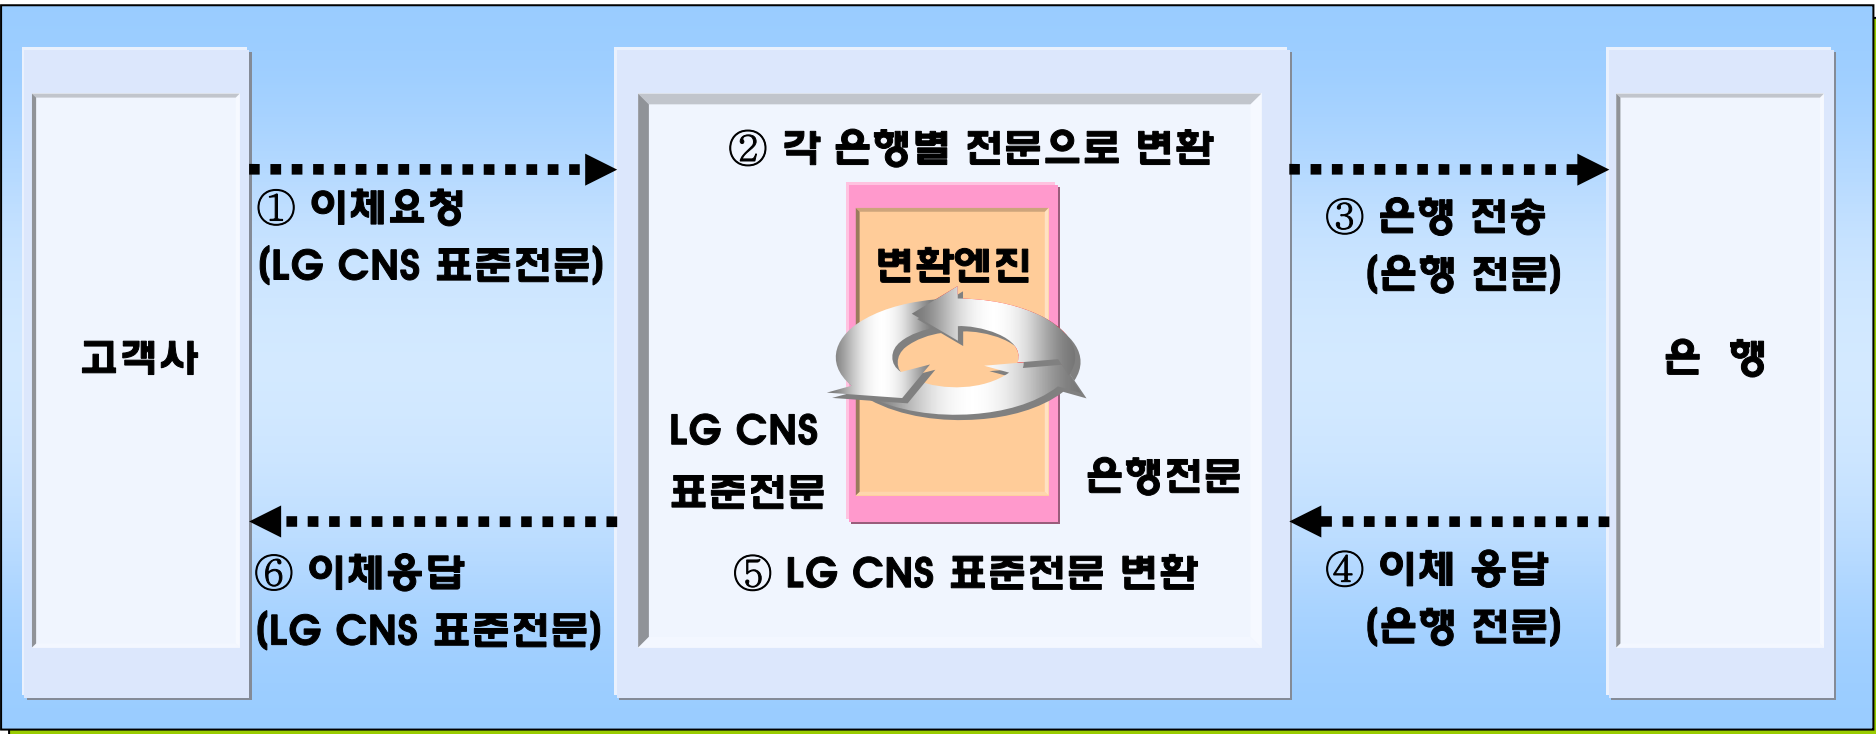 고객사
① 이체요청
(LG CNS 표준전문)
② 각 은행별 전문으로 변환
변환엔진
LG CNS
표준전문
은행전문
③ 은행 전송
(은행 전문)
은 행
④ 이체 응답
(은행 전문)
⑤ LG CNS 표준전문 변환
⑥ 이체응답
(LG CNS 표준전문)